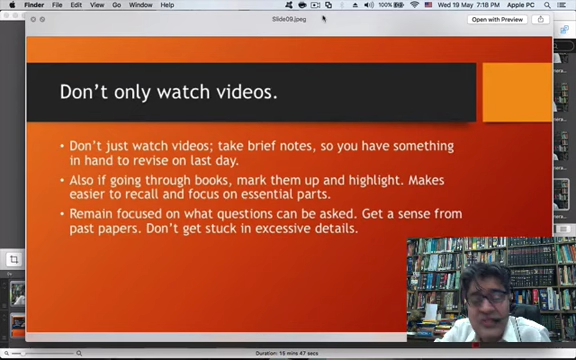 Finder File Edit View Go Window Help
100% Wed 19 May 7:18 PM Apple PC
Slide09.jpeg
Open with Preview
Don't only watch videos.
• Don't just watch videos; take brief notes, so you have something
in hand to revise on last day.
• Also if going through books, mark them up and highlight. Makes
easier to recall and focus on essential parts.
• Remain focused on what questions can be asked. Get a sense from
past papers. Don't get stuck in excessive details.
Duration: 15 mins 47 secs